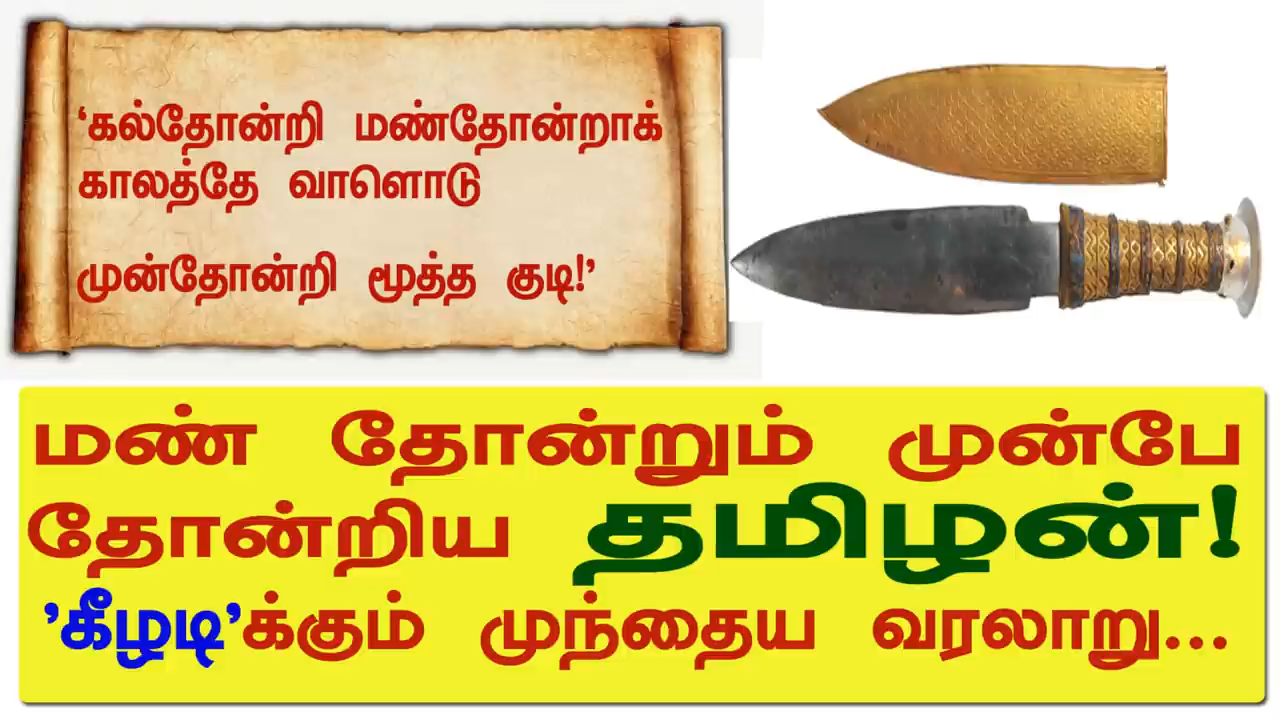 ‘கல்தோன்றி மண்தோன்றாக்
காலத்தே வாளொடு
முன்தோன்றி மூத்த குடி!’
மண் தோன்றும் முன்பே
தோன்றிய தமிழன்!
’கீழடி’க்கும் முந்தைய வரலாறு...